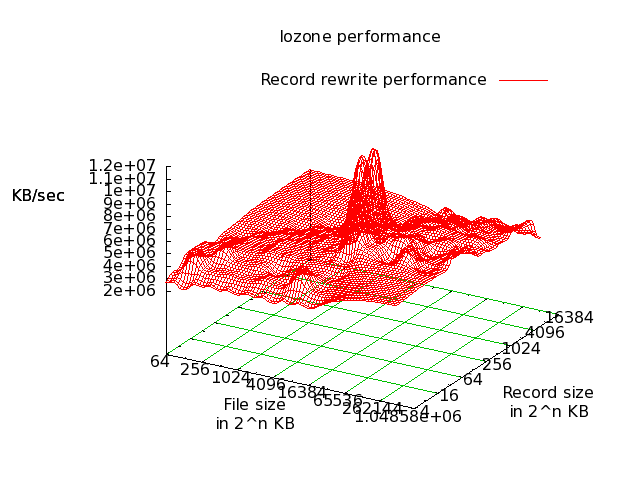 Iozone performance
Record rewrite performance
KB/sec
1.2e+07
1.1e+07
1e+07
9e+06
8e+06
7e+06
6e+06
5e+06
4e+06
3e+06
2e+06
64
256
1024
4096
16384
65536
262144
1.04858e+06
File size
in 2^n KB
4
16
64
256
1024
4096
16384
Record size
in 2^n KB